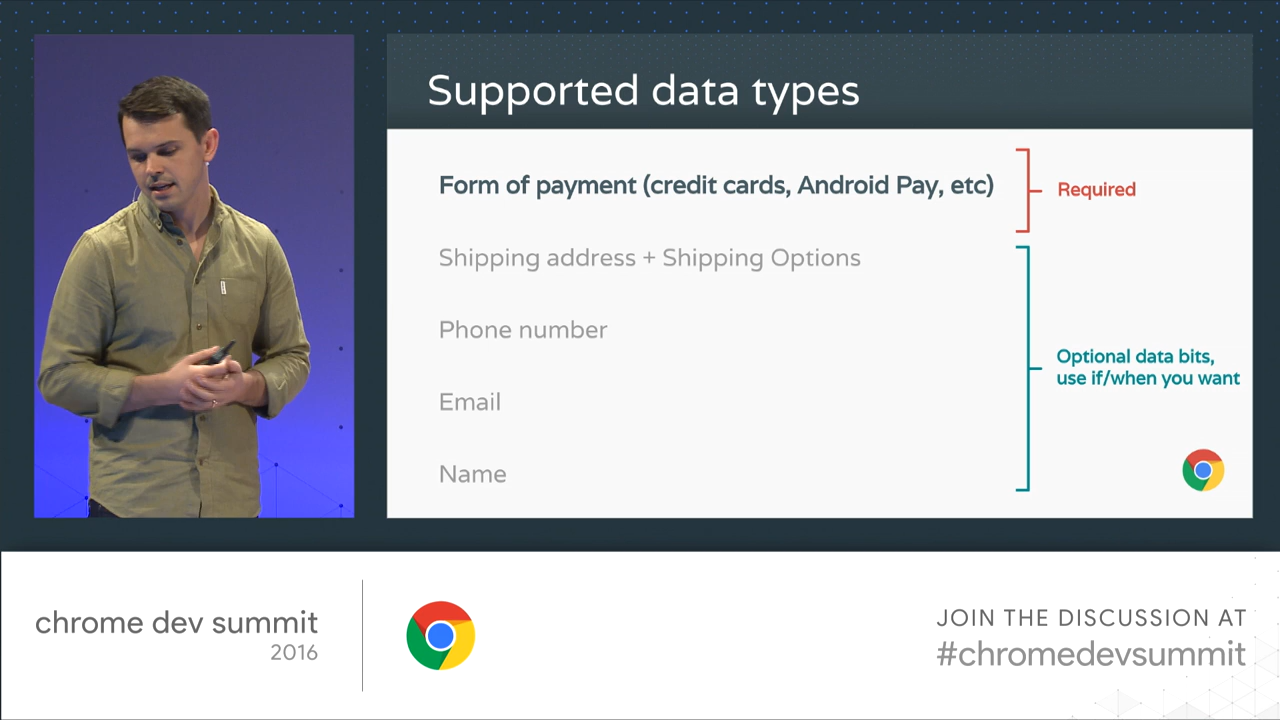 Supported data types
Form of payment (credit cards, Android Pay, etc)
Required
Shipping address + Shipping Options
Phone number
Optional data bits,
use if/when you want
Email
Name
chrome dev summit
2016
JOIN THE DISCUSSION AT
#chromedevsummit